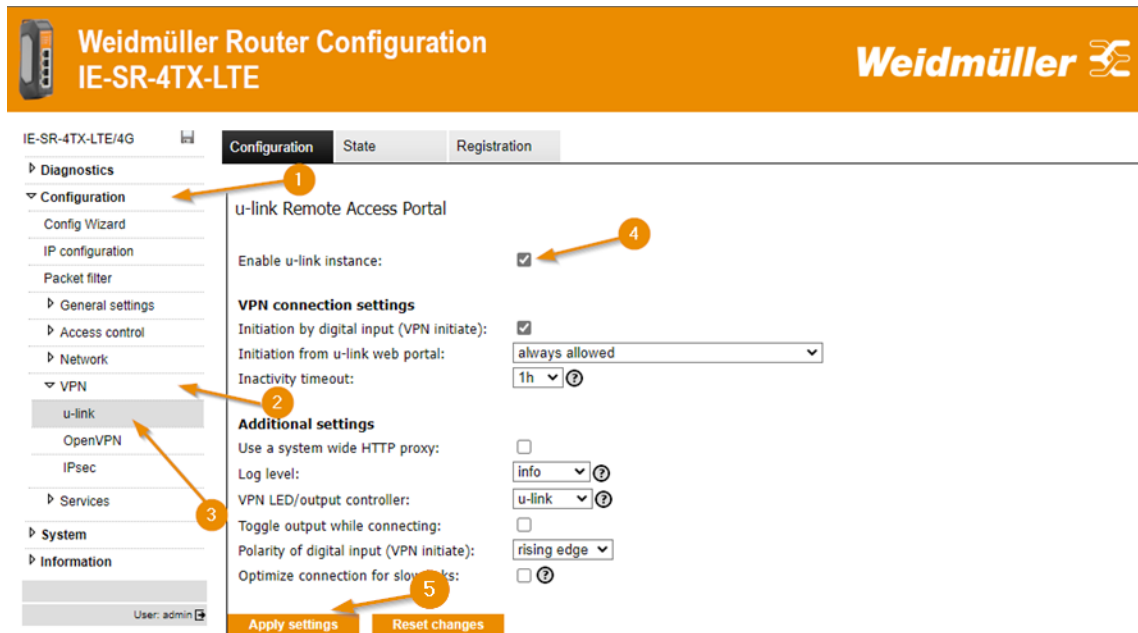 Weidmüller Router Configuration
IE-SR-4TX-LTE
Weidmüller
IE-SR-4TX-LTE/4G
Diagnostics
Configuration
Config Wizard
IP configuration
Packet filter
General settings
Access control
Network
VPN
u-link
OpenVPN
IPsec
Services
System
Information
User: admin
Configuration State Registration
1
u-link Remote Access Portal
4
Enable u-link instance:
VPN connection settings
Initiation by digital input (VPN initiate):
Initiation from u-link web portal: always allowed
Inactivity timeout: 1h ?
2
Additional settings
Use a system wide HTTP proxy:
Log level: info ?
VPN LED/output controller: u-link ?
3
Toggle output while connecting:
Polarity of digital input (VPN initiate): rising edge
Optimize connection for ?
5
Apply settings Reset changes